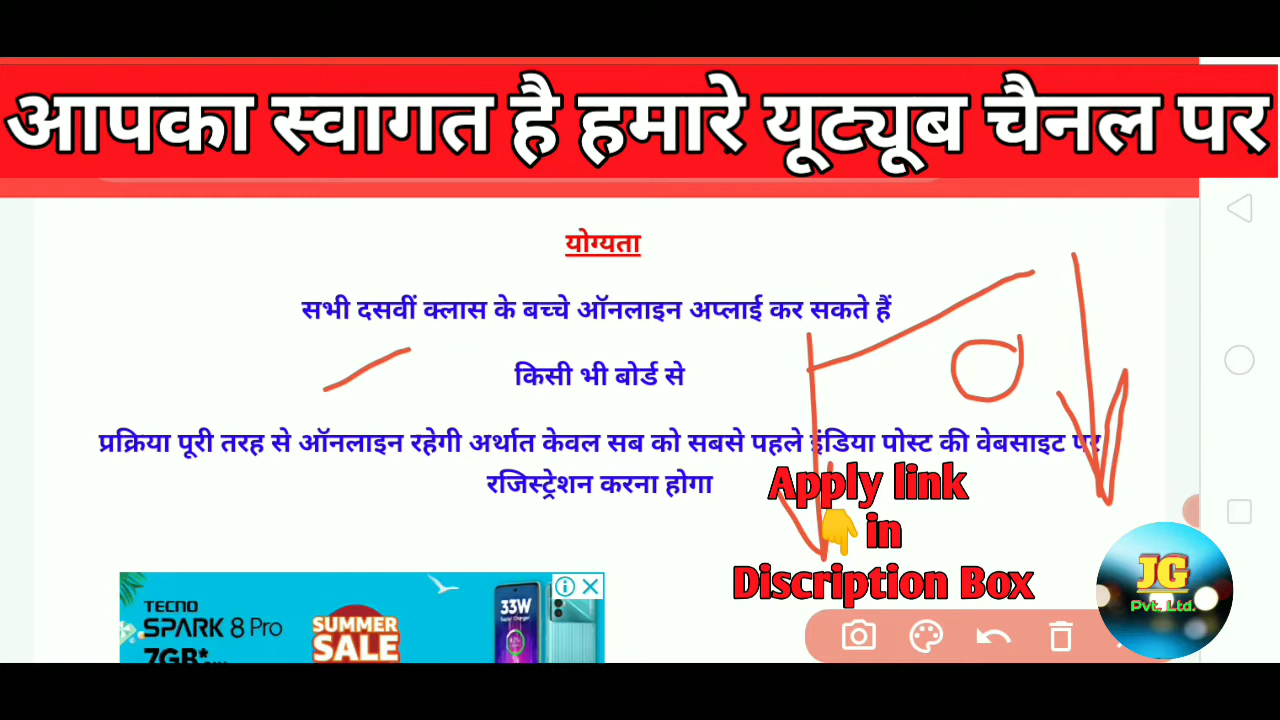 आपका स्वागत है हमारे यूट्यूब चैनल पर
योग्यता
सभी दसवीं क्लास के बच्चे ऑनलाइन अप्लाई कर सकते हैं
किसी भी बोर्ड से
प्रक्रिया पूरी तरह से ऑनलाइन रहेगी अर्थात केवल सब को सबसे पहले इंडिया पोस्ट की वेबसाइट पर
रजिस्ट्रेशन करना होगा
Apply link
👇 in
Discription Box
TECNO
SPARK 8 Pro
7GB*
SUMMER
SALE
33W
JG
Pvt. Ltd.